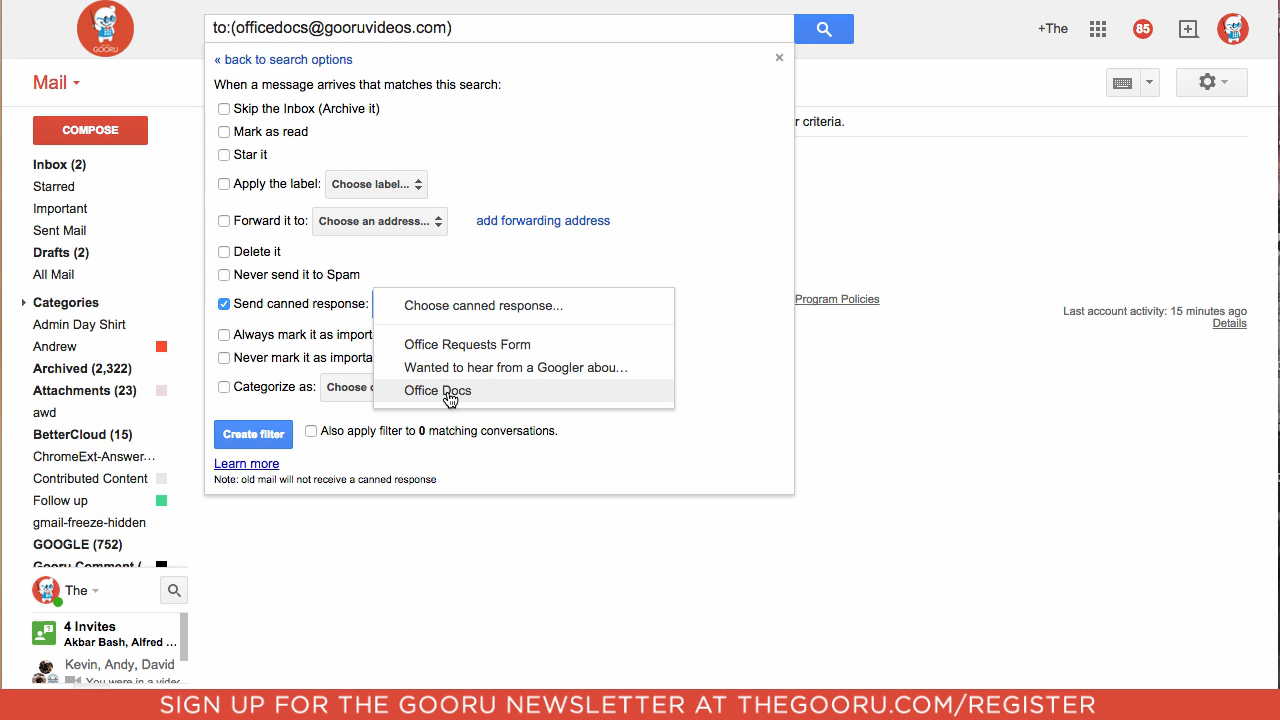 GOORU
to:(officedocs@gooruvideos.com)
+The
85
Mail
COMPOSE
Inbox (2)
Starred
Important
Sent Mail
Drafts (2)
All Mail
Categories
Admin Day Shirt
Andrew
Archived (2,322)
Attachments (23)
awd
BetterCloud (15)
ChromeExt-Answer...
Contributed Content
Follow up
gmail-freeze-hidden
GOOGLE (752)
Gooru Comment (
The
4 Invites
Akbar Bash, Alfred ...
Kevin, Andy, David
You were in a video
« back to search options
×
When a message arrives that matches this search:
Skip the Inbox (Archive it)
Mark as read
Star it
Apply the label: Choose label...
Forward it to: Choose an address... add forwarding address
Delete it
Never send it to Spam
Send canned response:
Choose canned response...
Office Requests Form
Wanted to hear from a Googler abou...
Office Docs
Always mark it as import
Never mark it as importa
Categorize as: Choose c
Create filter
Also apply filter to 0 matching conversations.
Learn more
Note: old mail will not receive a canned response
r criteria.
Program Policies
Last account activity: 15 minutes ago
Details
SIGN UP FOR THE GOORU NEWSLETTER AT THEGOORU.COM/REGISTER